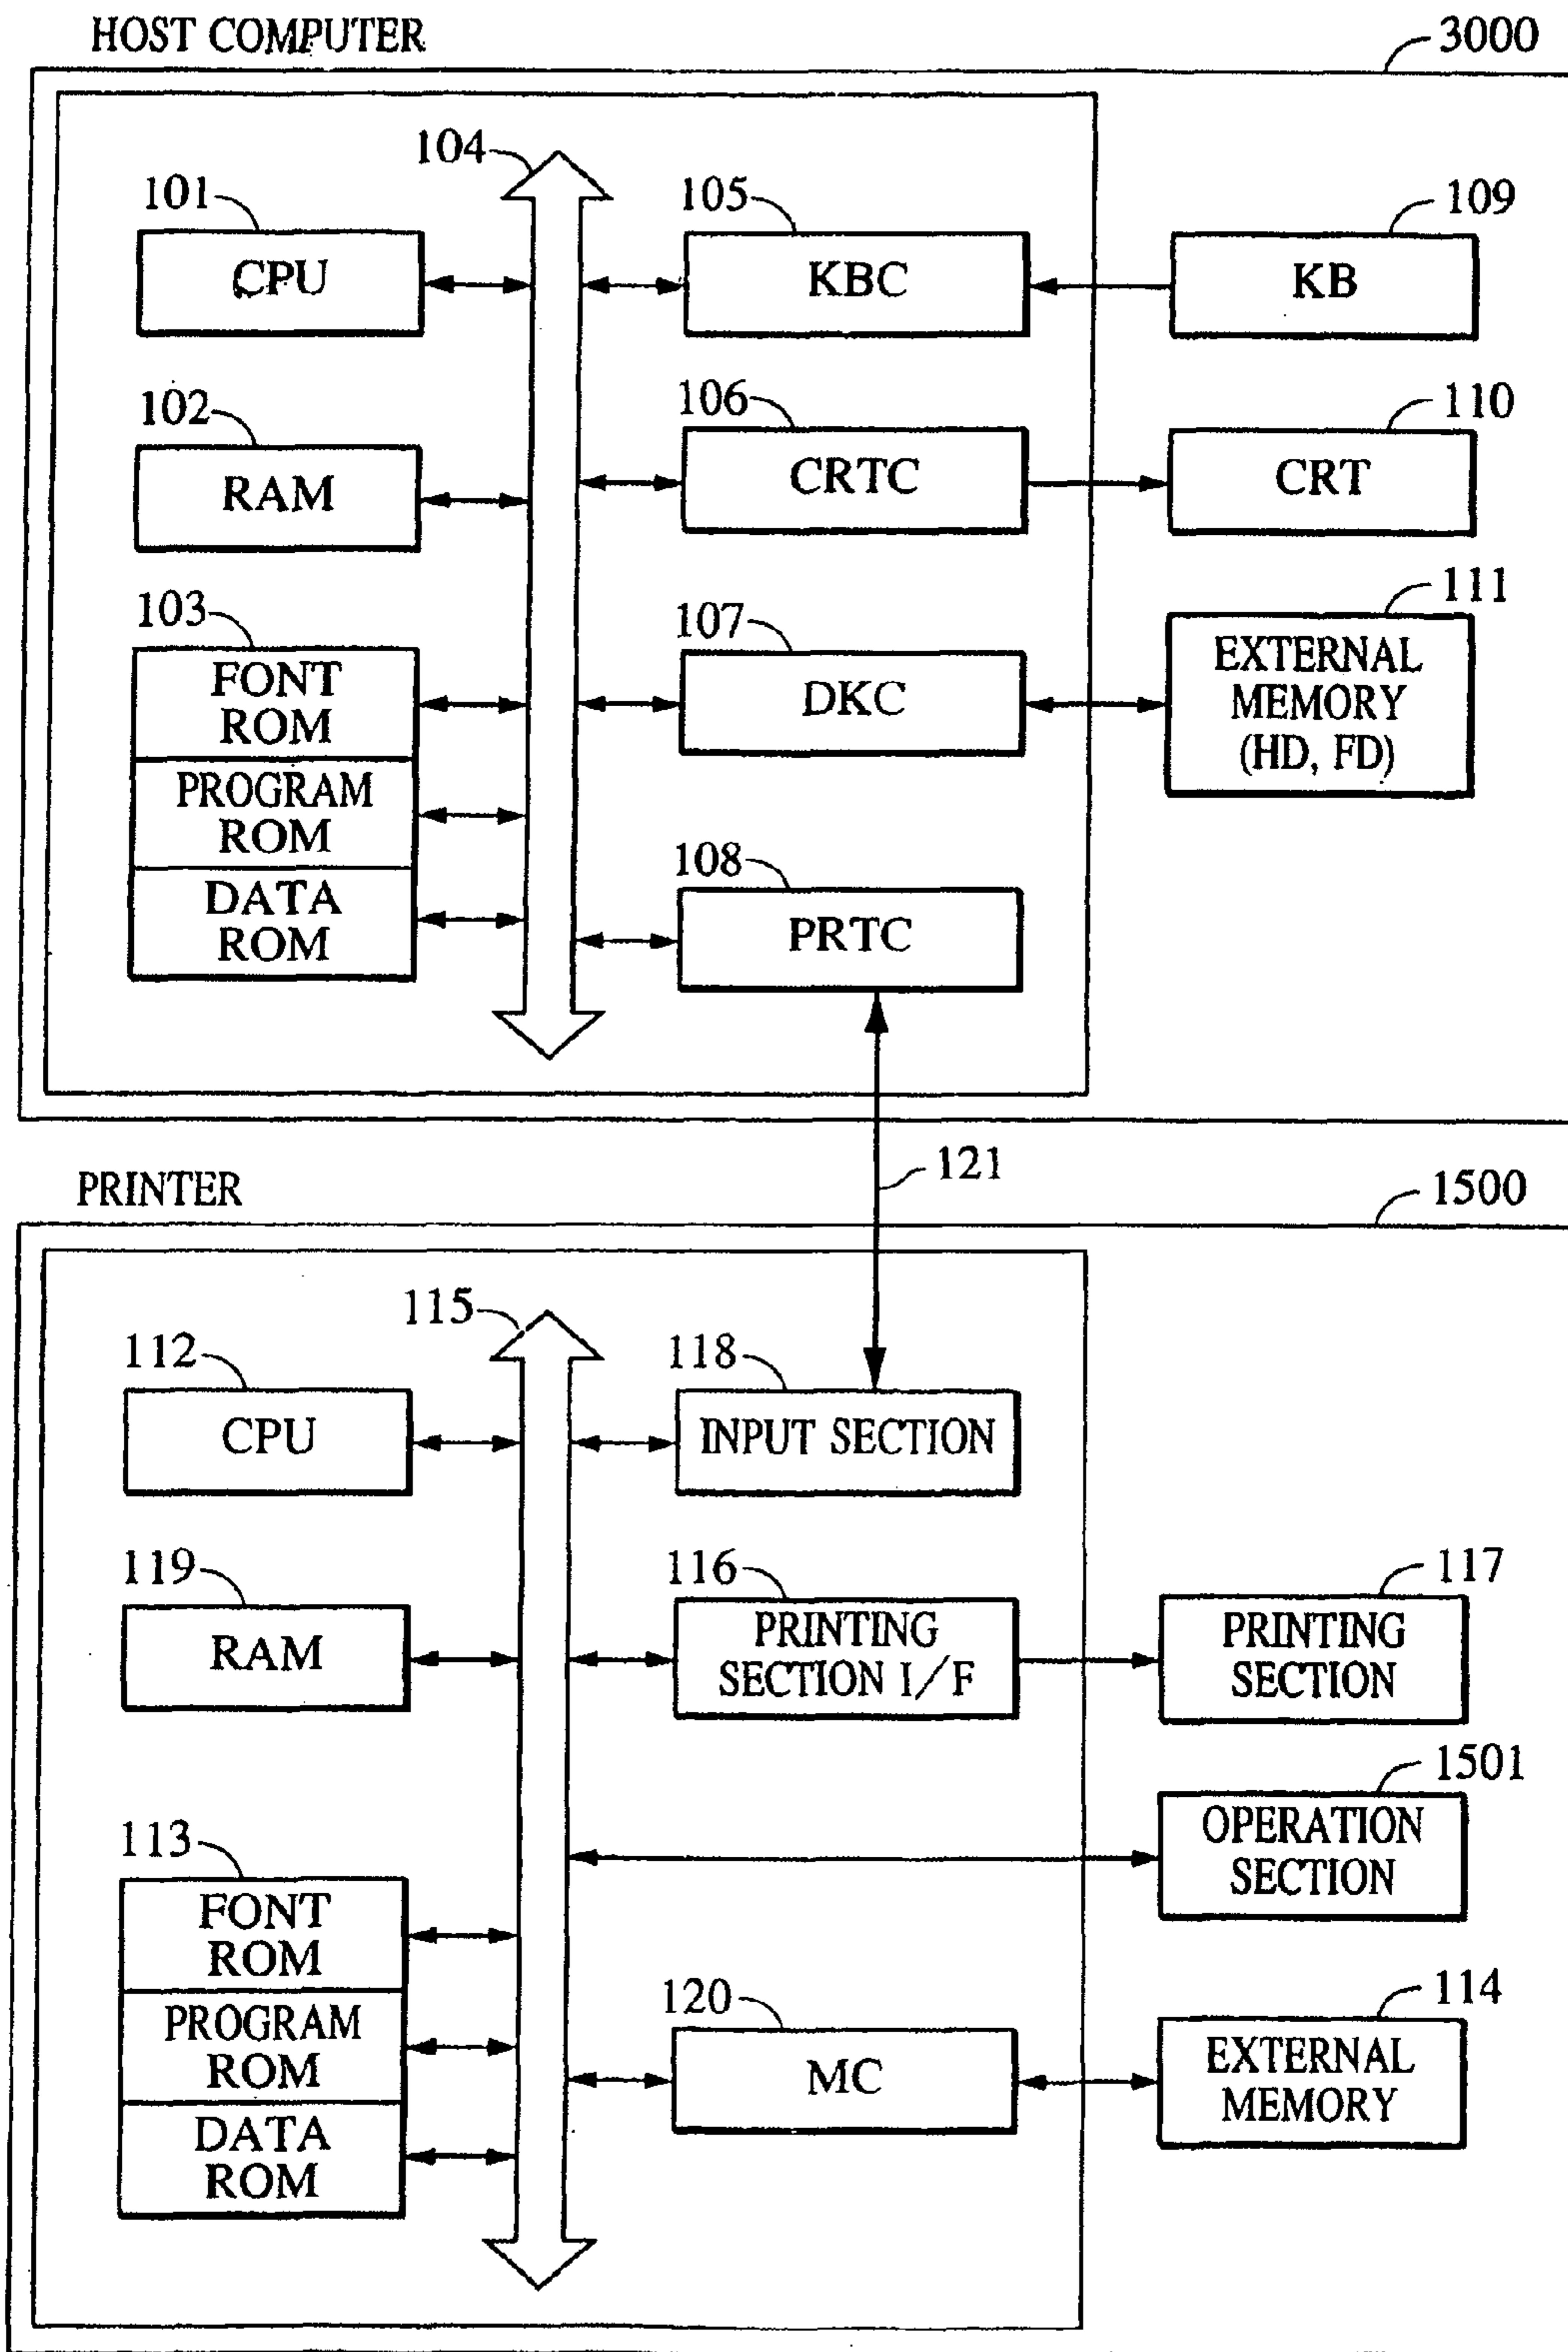 HOST COMPUTER
3000
104
101
CPU
105
KBC
109
KB
102
RAM
106
CRTC
110
CRT
103
FONT
ROM
PROGRAM
ROM
DATA
ROM
107
DKC
111
EXTERNAL
MEMORY
(HD, FD)
108
PRTC
121
PRINTER
1500
115
112
CPU
118
INPUT SECTION
119
RAM
116
PRINTING
SECTION I/F
117
PRINTING
SECTION
1501
OPERATION
SECTION
113
FONT
ROM
PROGRAM
ROM
DATA
ROM
120
MC
114
EXTERNAL
MEMORY